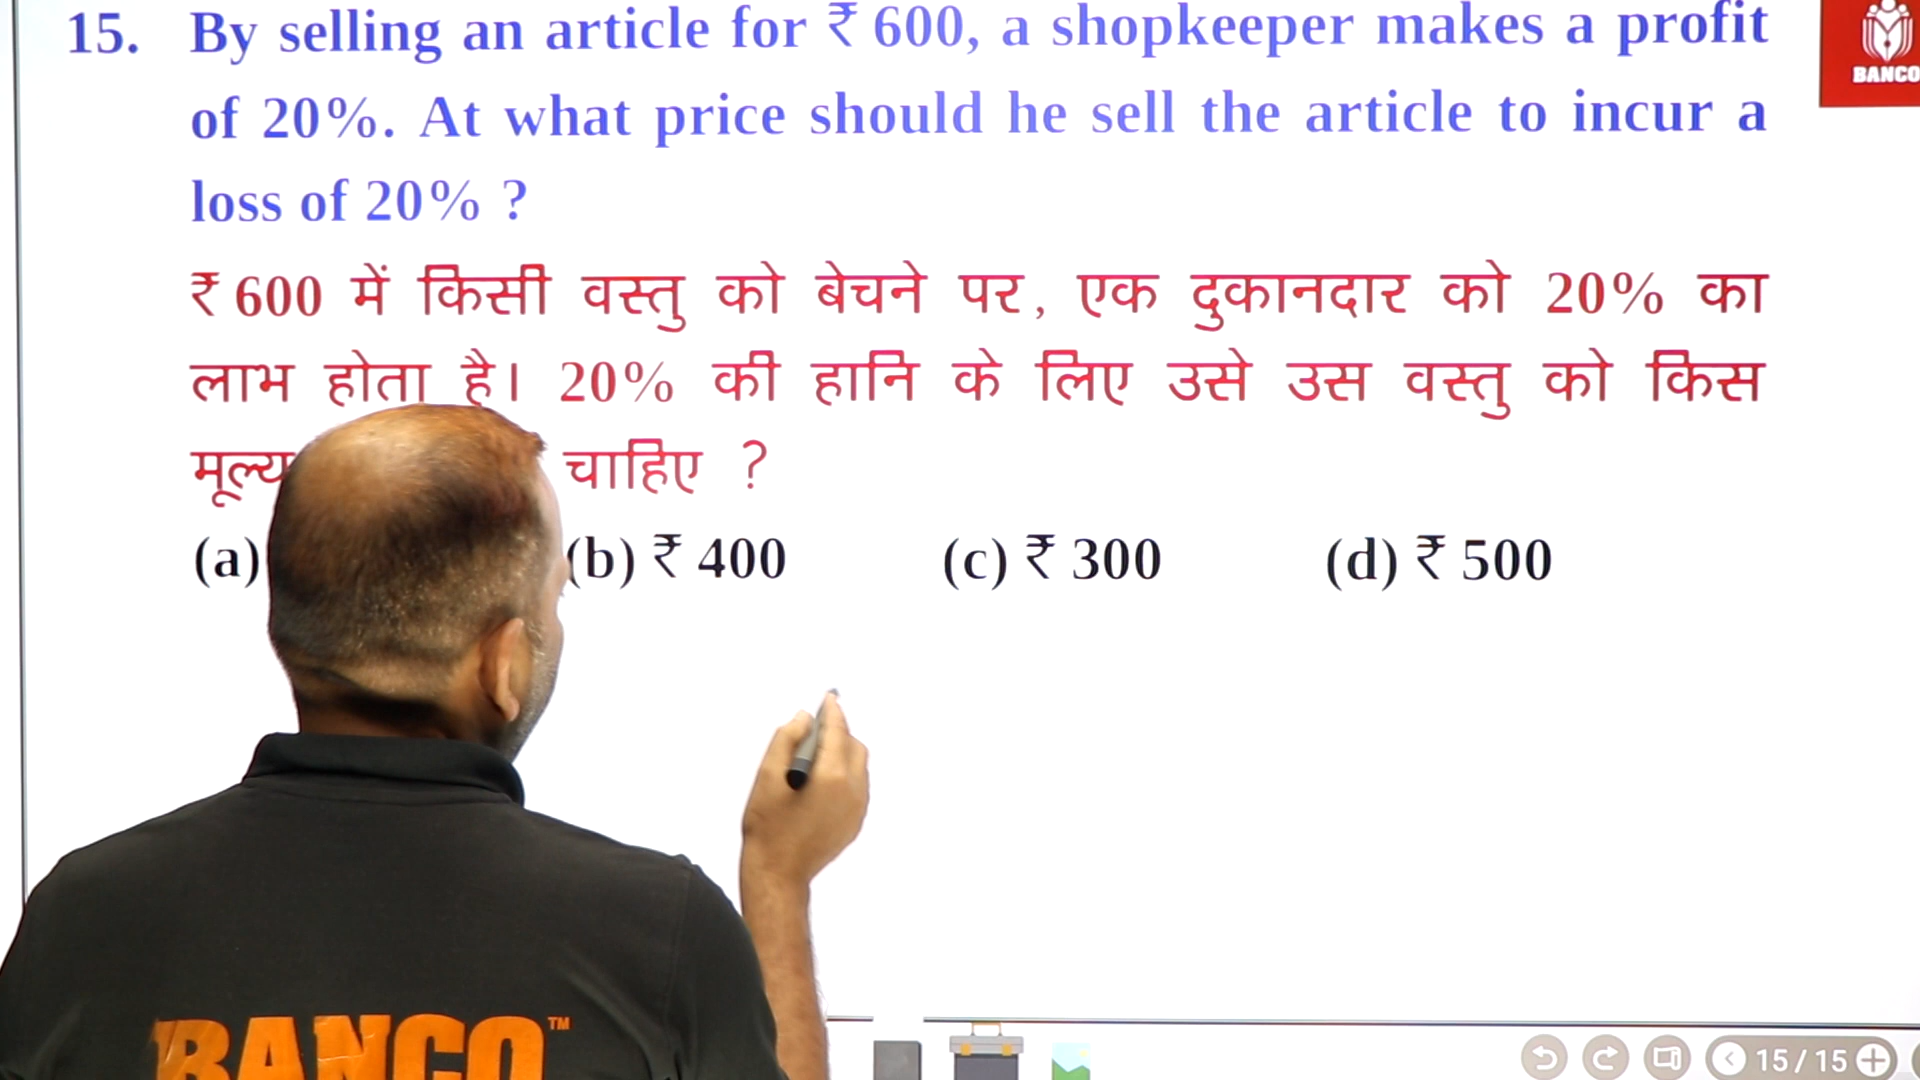 15. By selling an article for ₹ 600, a shopkeeper makes a profit
of 20%. At what price should he sell the article to incur a
loss of 20% ?
₹ 600 में किसी वस्तु को बेचने पर, एक दुकानदार को 20% का
लाभ होता है। 20% की हानि के लिए उसे उस वस्तु को किस
मूल्य चाहिए ?
(a) (b) ₹ 400 (c) ₹ 300 (d) ₹ 500
BANCO
BANCO™
15/15